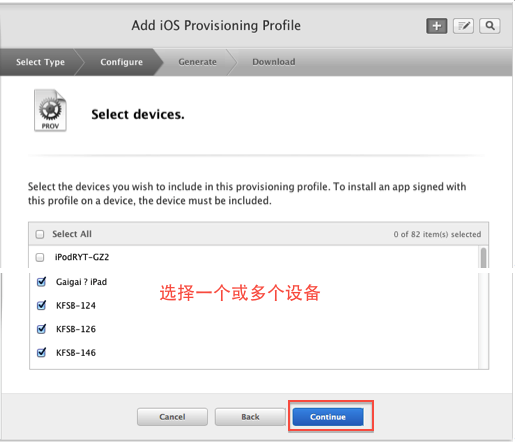 Add iOS Provisioning Profile
Select Type
Configure
Generate
Download
PROV
Select devices.
Select the devices you wish to include in this provisioning profile. To install an app signed with
this profile on a device, the device must be included.
Select All
0 of 82 item(s) selected
iPodRYT-GZ2
Gaigai ? iPad
选择一个或多个设备
KFSB-124
KFSB-126
KFSB-146
Cancel
Back
Continue